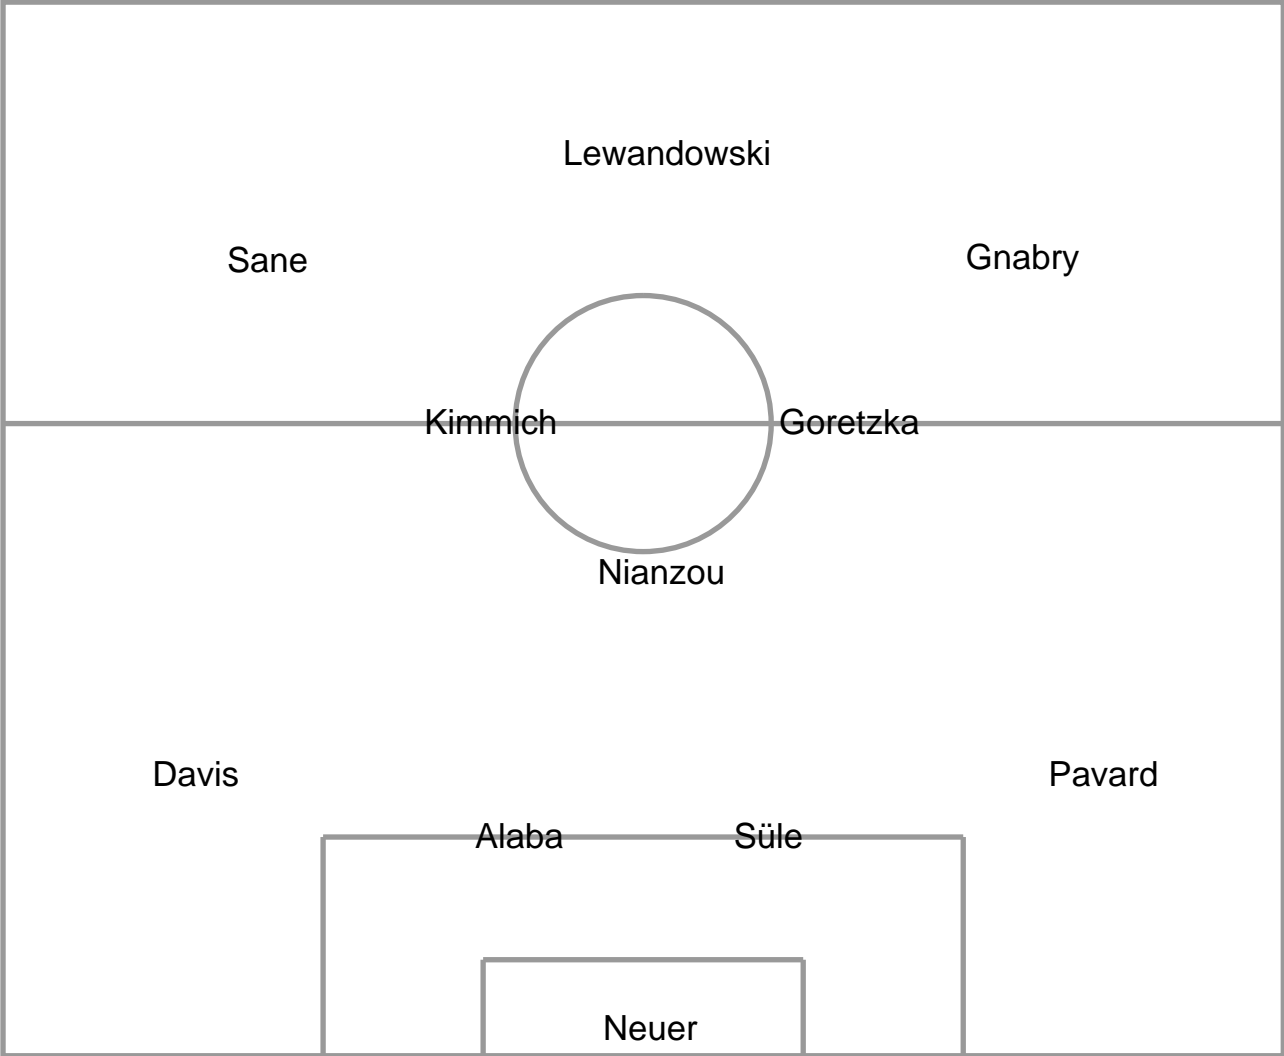 Lewandowski
Sane
Gnabry
Kimmich
Goretzka
Nianzou
Davis
Pavard
Alaba
Süle
Neuer